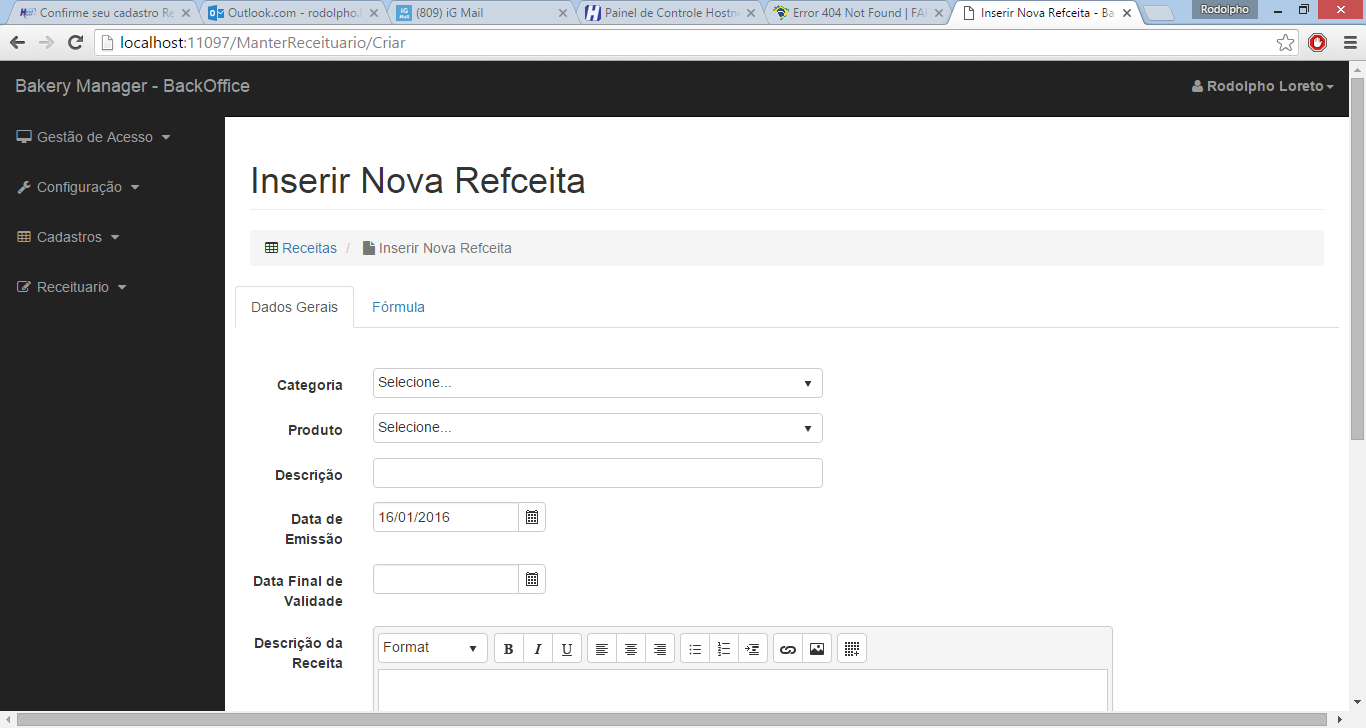 Confirme seu cadastro Re
Outlook.com - rodolpho.l
(809) iG Mail
Painel de Controle Hostn
Error 404 Not Found | FA
Inserir Nova Refceita - Ba
Rodolpho
localhost:11097/ManterReceituario/Criar
Bakery Manager - BackOffice
Rodolpho Loreto
Gestão de Acesso
Configuração
Cadastros
Receituario
Inserir Nova Refceita
Receitas / Inserir Nova Refceita
Dados Gerais
Fórmula
Categoria
Selecione...
Produto
Selecione...
Descrição
Data de
Emissão
16/01/2016
Data Final de
Validade
Descrição da
Receita
Format
B I U